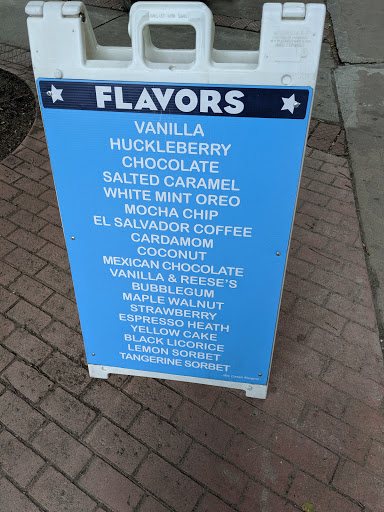 FLAVORS
VANILLA
HUCKLEBERRY
CHOCOLATE
SALTED CARAMEL
WHITE MINT OREO
MOCHA CHIP
EL SALVADOR COFFEE
CARDAMOM
COCONUT
MEXICAN CHOCOLATE
VANILLA & REESE'S
BUBBLEGUM
MAPLE WALNUT
STRAWBERRY
ESPRESSO HEATH
YELLOW CAKE
BLACK LICORICE
LEMON SORBET
TANGERINE SORBET